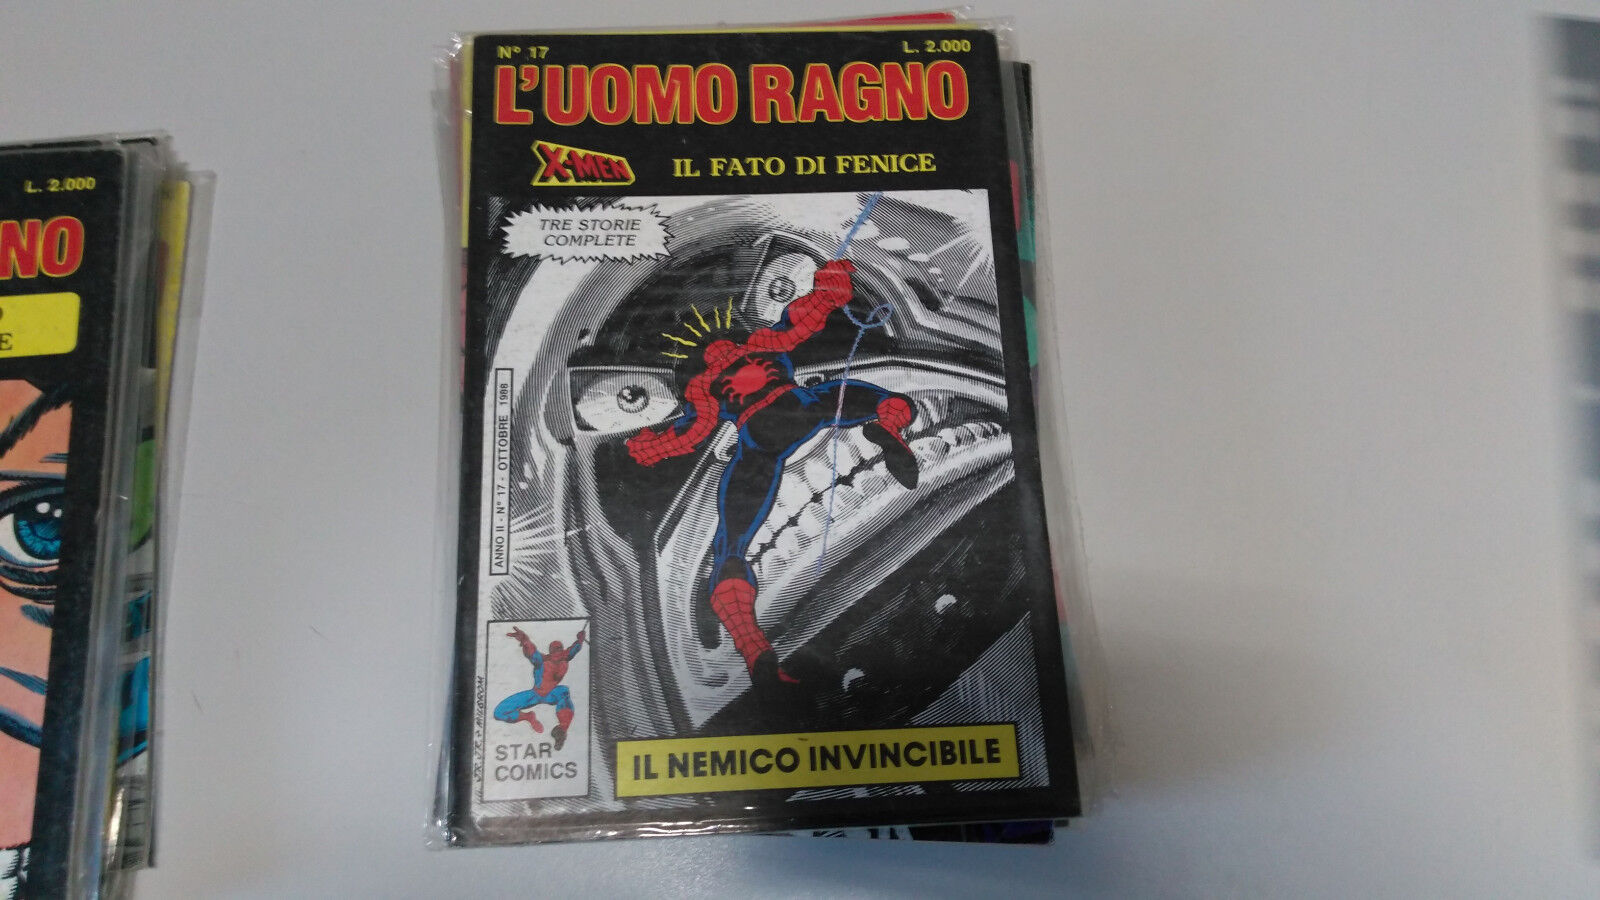 N° 17
L. 2.000
L'UOMO RAGNO
X-MEN
IL FATO DI FENICE
TRE STORIE
COMPLETE
ANNO II - N° 17 - OTTOBRE 1988
STAR
COMICS
IL NEMICO INVINCIBILE
L. 2.000
NO
E